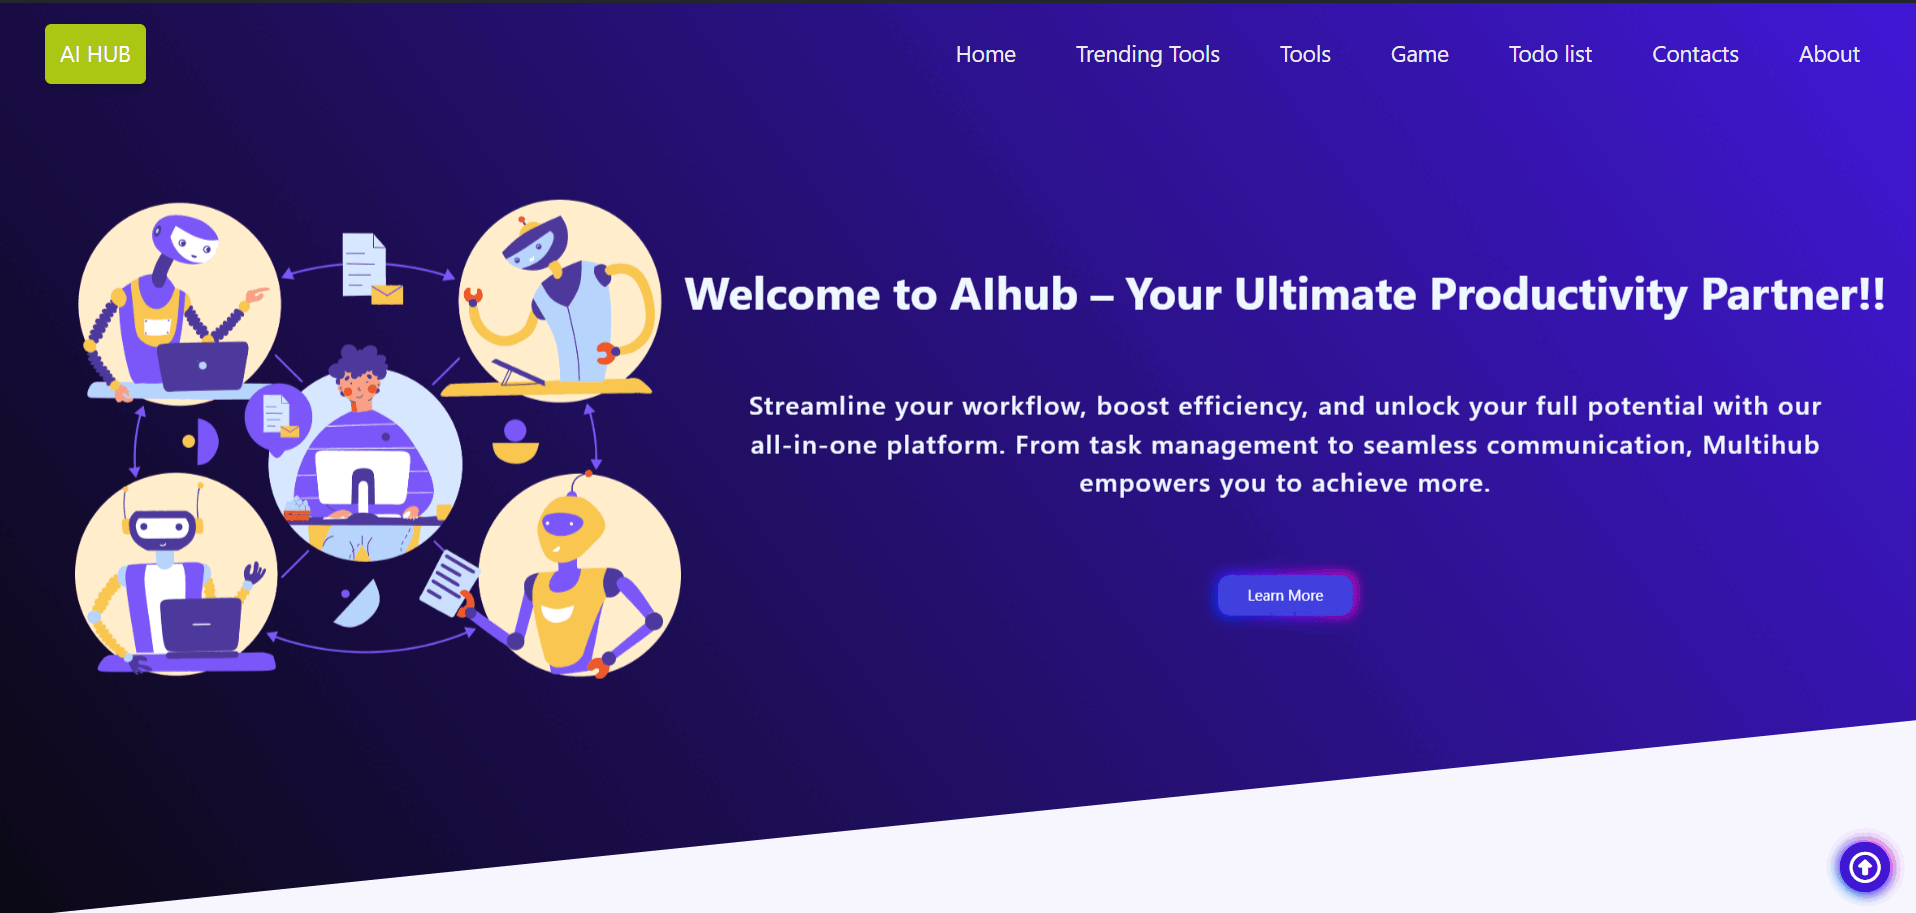 AI HUB
Home
Trending Tools
Tools
Game
Todo list
Contacts
About
Welcome to AIhub – Your Ultimate Productivity Partner!!
Streamline your workflow, boost efficiency, and unlock your full potential with our
all-in-one platform. From task management to seamless communication, Multihub
empowers you to achieve more.
Learn More